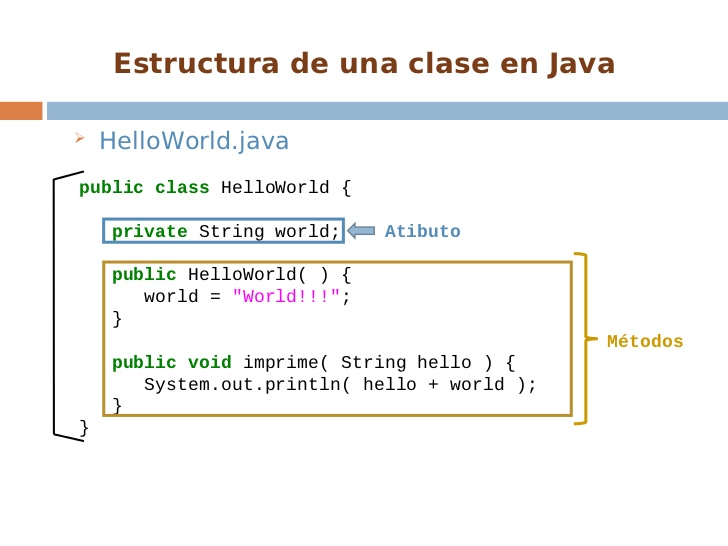 Estructura de una clase en Java
HelloWorld.java
public class HelloWorld {
private String world; Atibuto
public HelloWorld( ) {
world = "World!!!";
}
Métodos
public void imprime( String hello ) {
System.out.println( hello + world );
}
}